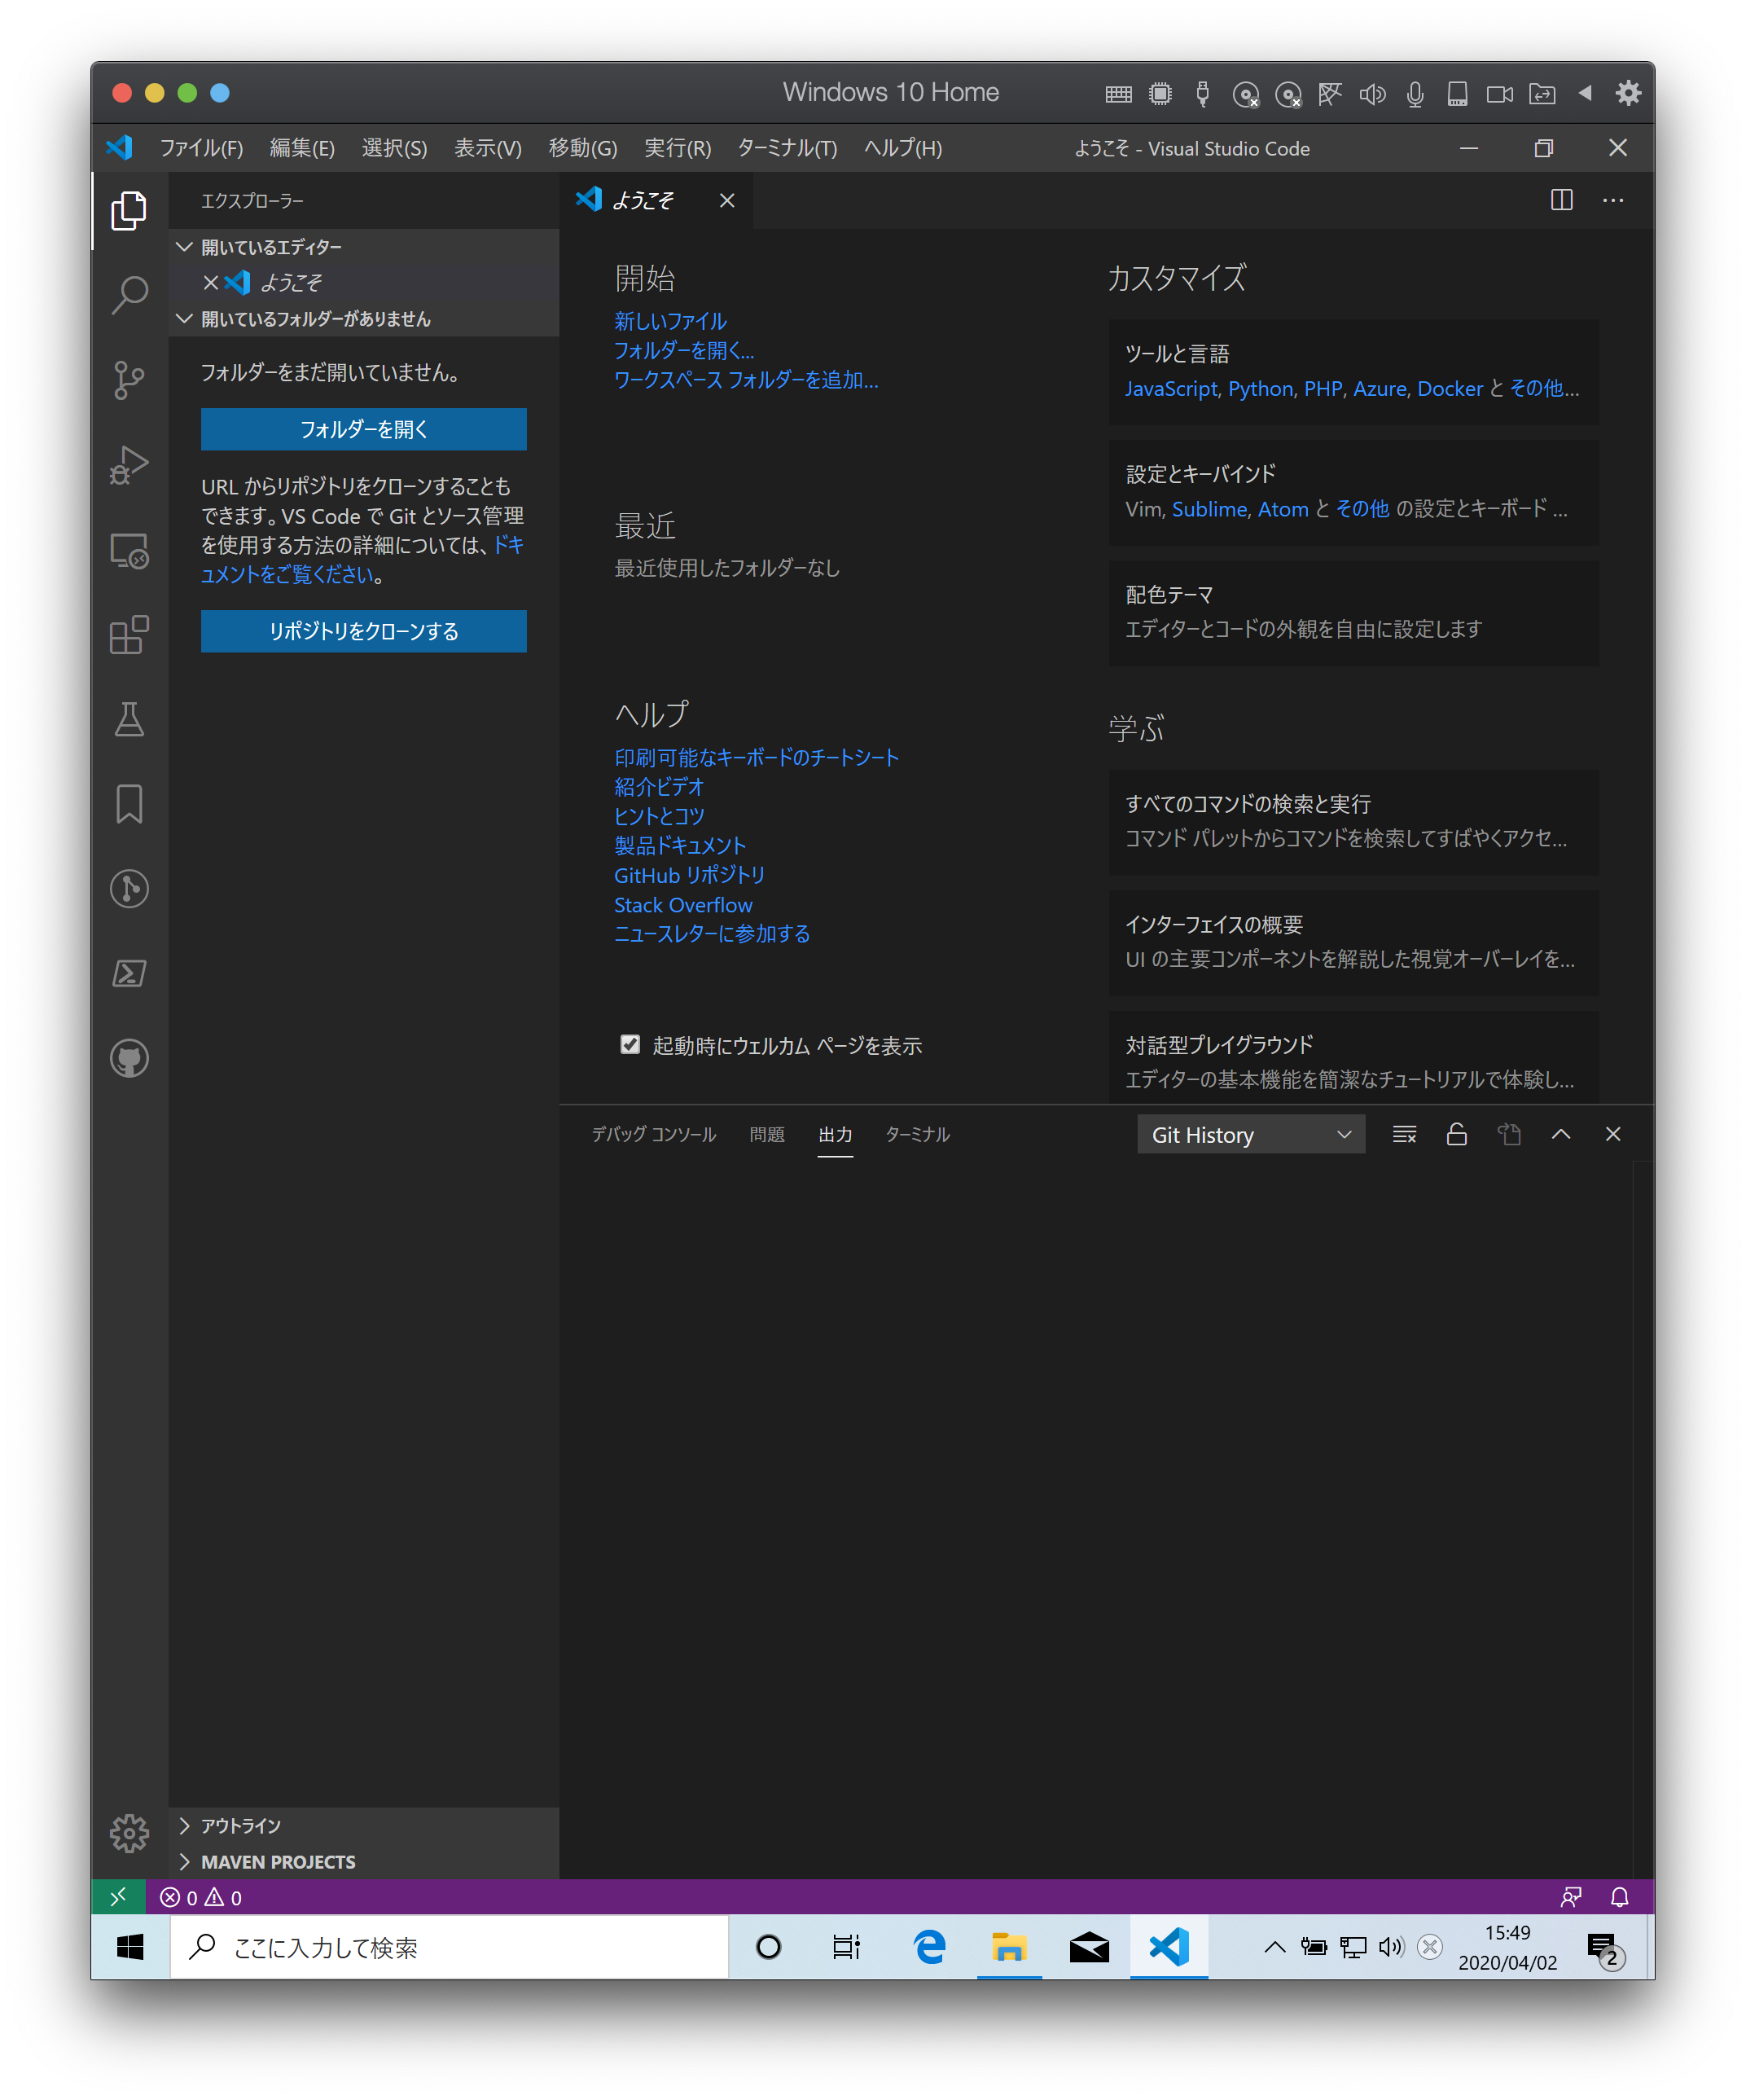 Windows 10 Home
ファイル(F) 編集(E) 選択(S) 表示(V) 移動(G) 実行(R) ターミナル(T) ヘルプ(H) ようこそ - Visual Studio Code
エクスプローラー
開いているエディター
ようこそ
開いているフォルダーがありません
フォルダーをまだ開いていません。
フォルダーを開く
URL からリポジトリをクローンすることも
できます。VS Code で Git とソース管理
を使用する方法の詳細については、ドキ
ュメントをご覧ください。
リポジトリをクローンする
アウトライン
MAVEN PROJECTS
ようこそ
開始
新しいファイル
フォルダーを開く...
ワークスペース フォルダーを追加...
最近
最近使用したフォルダーなし
ヘルプ
印刷可能なキーボードのチートシート
紹介ビデオ
ヒントとコツ
製品ドキュメント
GitHub リポジトリ
Stack Overflow
ニュースレターに参加する
起動時にウェルカム ページを表示
カスタマイズ
ツールと言語
JavaScript, Python, PHP, Azure, Docker と その他...
設定とキーバインド
Vim, Sublime, Atom と その他 の設定とキーボード ...
配色テーマ
エディターとコードの外観を自由に設定します
学ぶ
すべてのコマンドの検索と実行
コマンド パレットからコマンドを検索してすばやくアクセ...
インターフェイスの概要
UI の主要コンポーネントを解説した視覚オーバーレイを...
対話型プレイグラウンド
エディターの基本機能を簡潔なチュートリアルで体験し...
デバッグ コンソール 問題 出力 ターミナル Git History
0 0
ここに入力して検索
15:49
2020/04/02
2